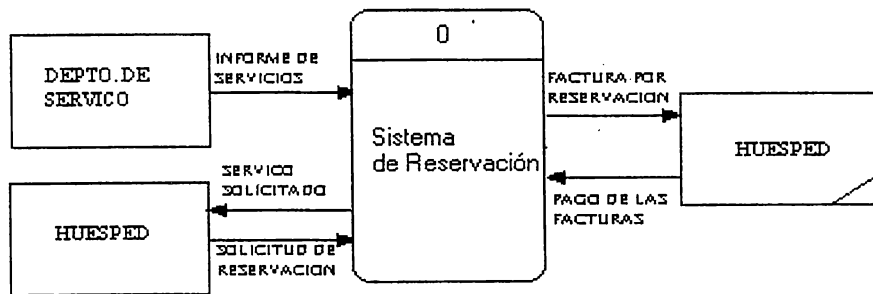 0
DEPTO.DE
SERVICO
INFORME DE
SERVICIOS
Sistema
de Reservación
FACTURA POR
RESERVACION
HUESPED
PAGO DE LAS
FACTURAS
SERVICO
SOLICITADO
HUESPED
SOLICITUD DE
RESERVACION